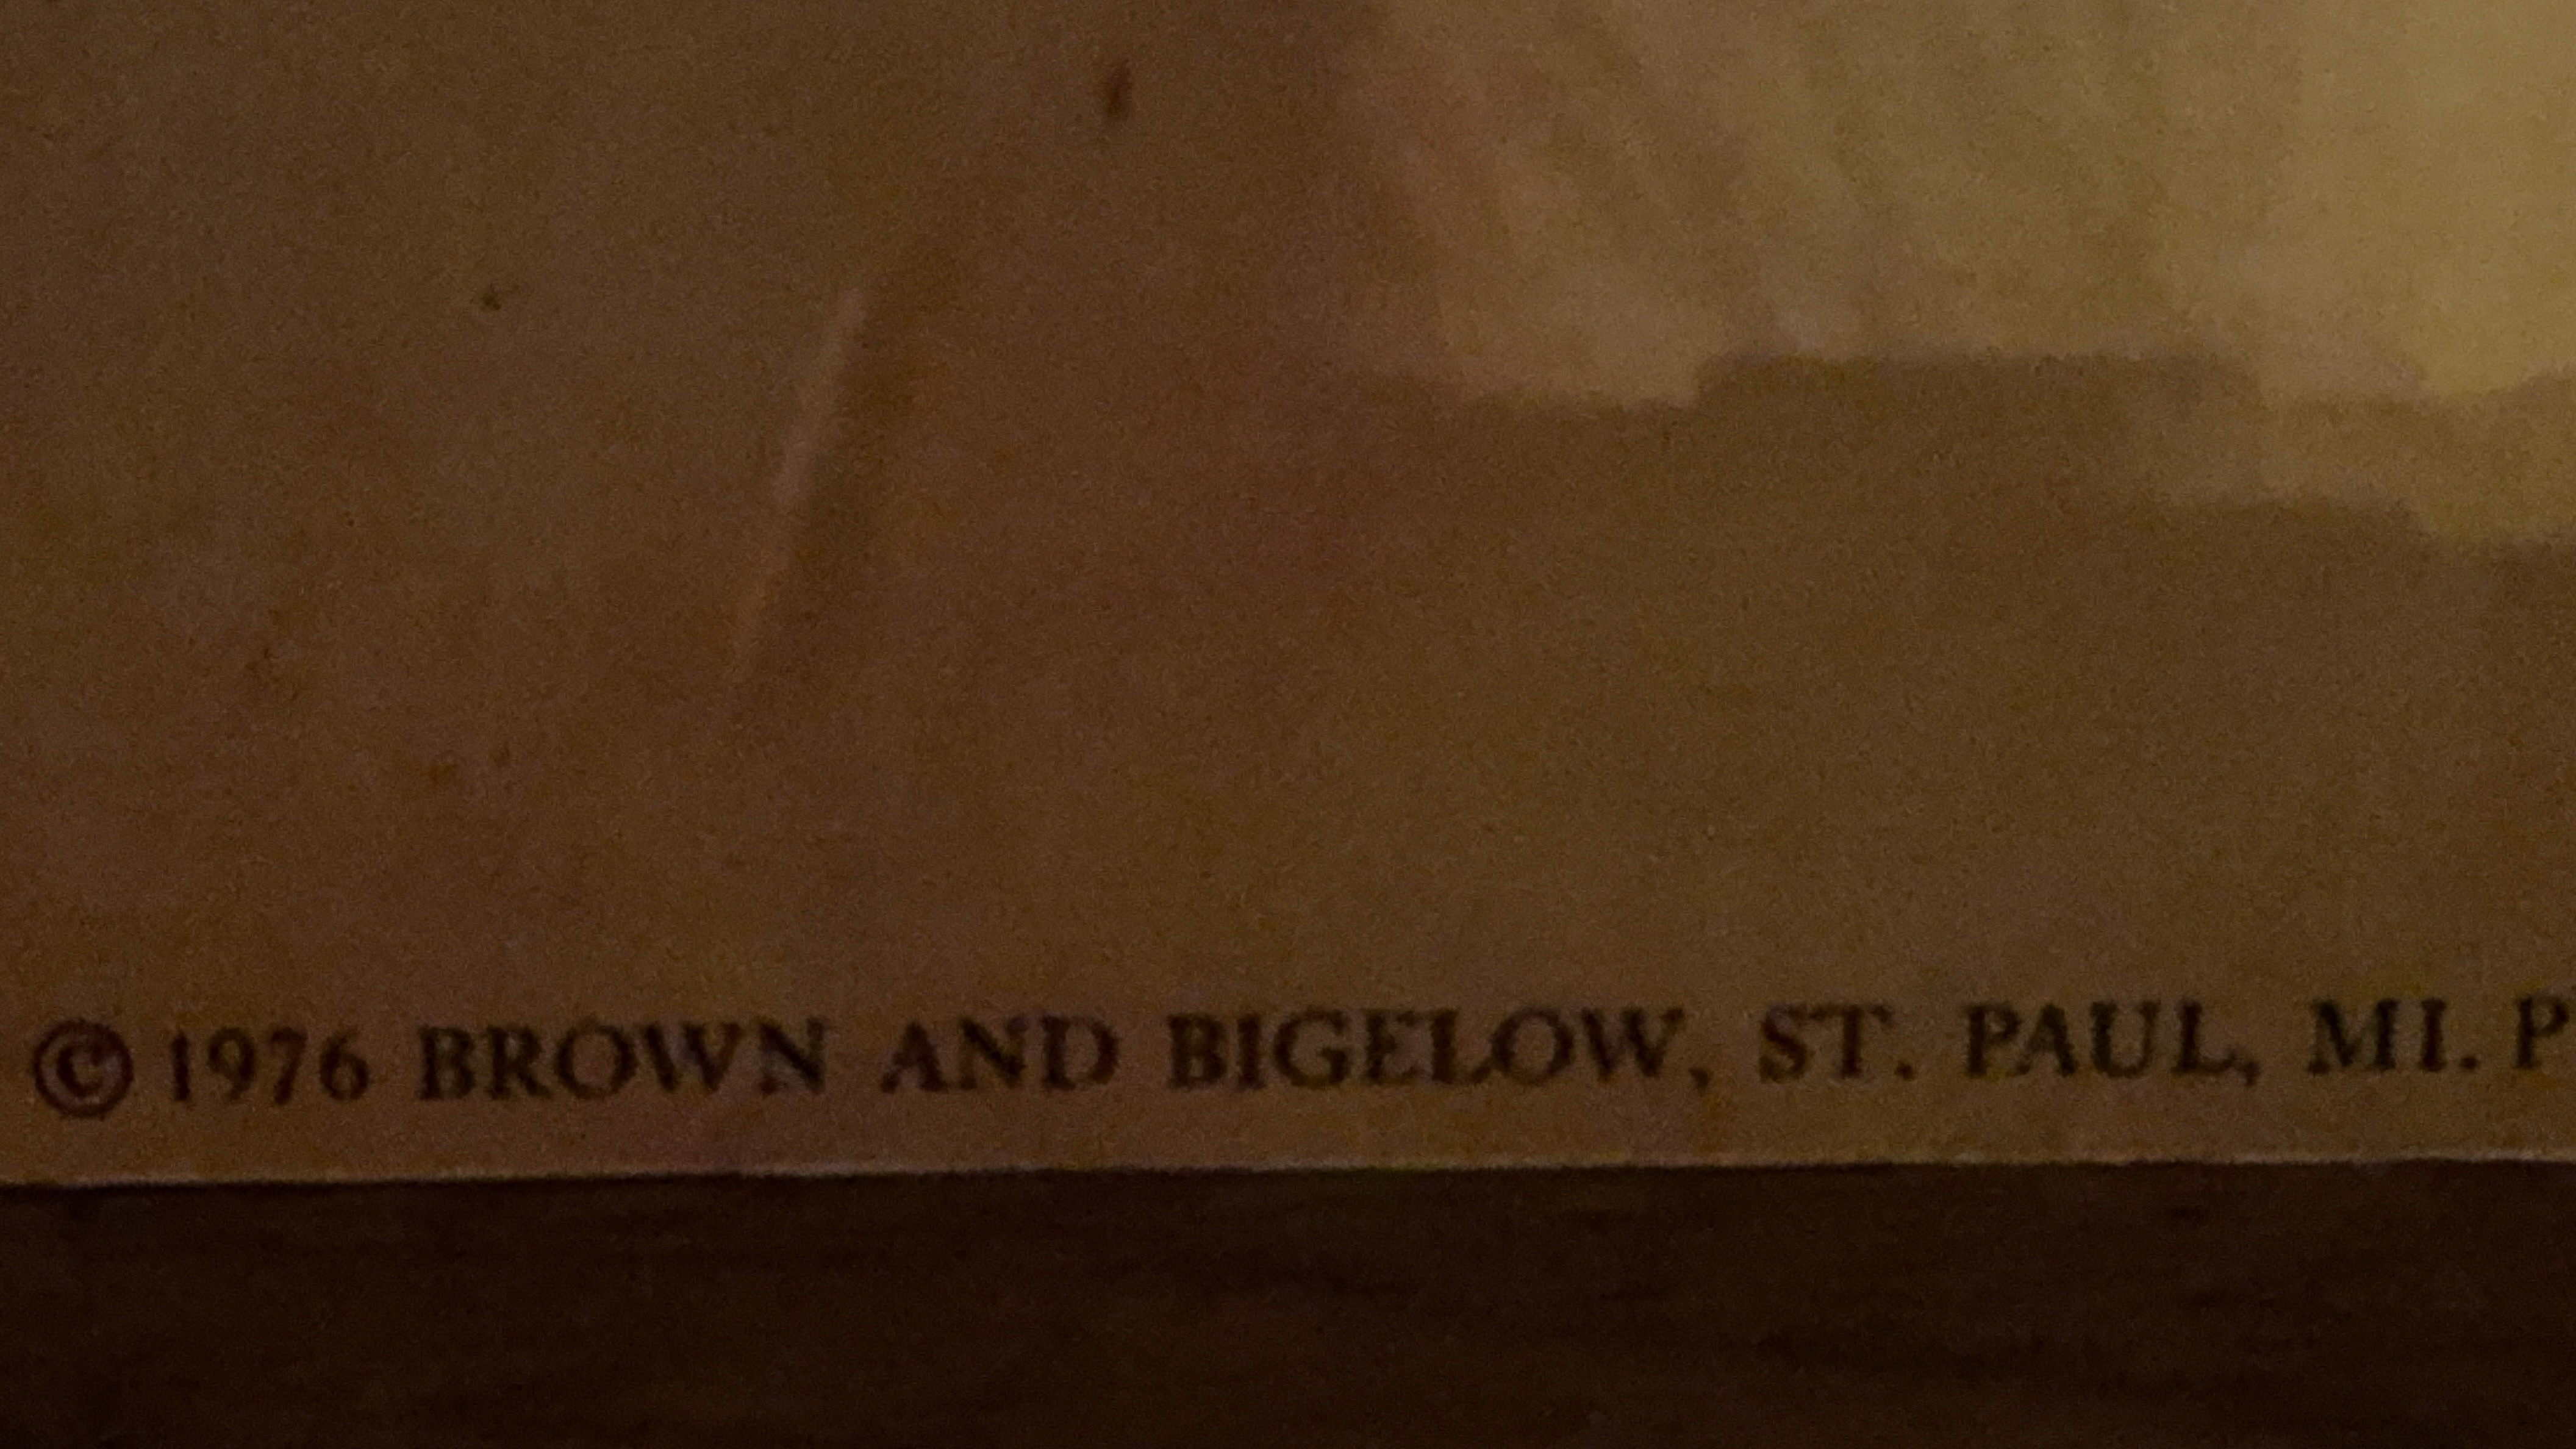 © 1976 BROWN AND BIGELOW, ST. PAUL, MI. P